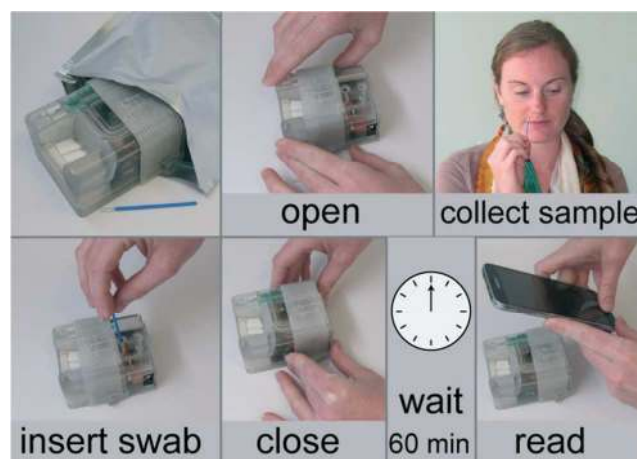 open
collect sample
insert swab
close
wait
60 min
read